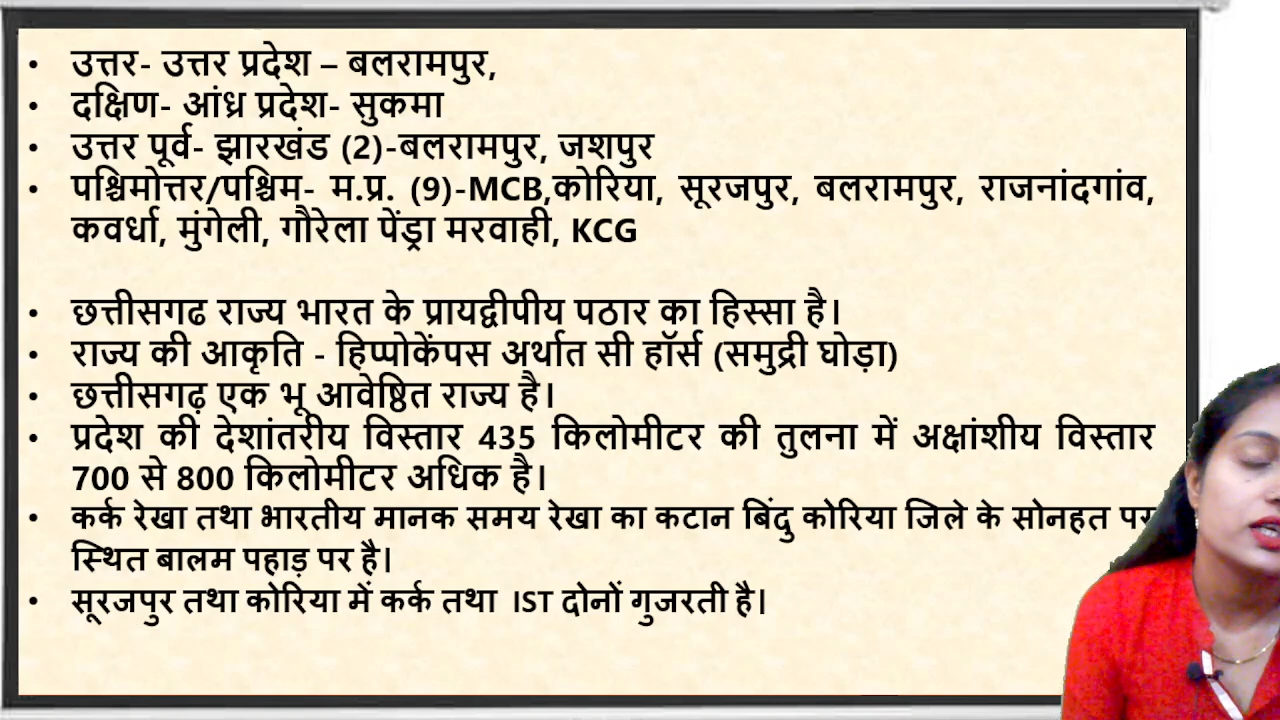 • उत्तर- उत्तर प्रदेश – बलरामपुर,
• दक्षिण- आंध्र प्रदेश- सुकमा
• उत्तर पूर्व- झारखंड (2)-बलरामपुर, जशपुर
• पश्चिमोत्तर/पश्चिम- म.प्र. (9)-MCB,कोरिया, सूरजपुर, बलरामपुर, राजनांदगांव,
कवर्धा, मुंगेली, गौरेला पेंड्रा मरवाही, KCG
• छत्तीसगढ राज्य भारत के प्रायद्वीपीय पठार का हिस्सा है।
• राज्य की आकृति - हिप्पोकेंपस अर्थात सी हॉर्स (समुद्री घोड़ा)
• छत्तीसगढ़ एक भू आवेष्ठित राज्य है।
• प्रदेश की देशांतरीय विस्तार 435 किलोमीटर की तुलना में अक्षांशीय विस्तार
700 से 800 किलोमीटर अधिक है।
• कर्क रेखा तथा भारतीय मानक समय रेखा का कटान बिंदु कोरिया जिले के सोनहत पर
स्थित बालम पहाड़ पर है।
• सूरजपुर तथा कोरिया में कर्क तथा IST दोनों गुजरती है।